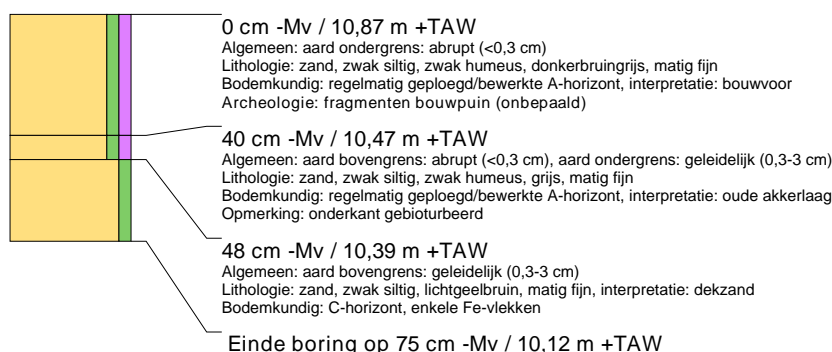 0 cm -Mv / 10,87 m +TAW
Algemeen: aard ondergrens: abrupt (<0,3 cm)
Lithologie: zand, zwak siltig, zwak humeus, donkerbruingrijs, matig fijn
Bodemkundig: regelmatig geploegd/bewerkte A-horizont, interpretatie: bouwvoor
Archeologie: fragmenten bouwpuin (onbepaald)
40 cm -Mv / 10,47 m +TAW
Algemeen: aard bovengrens: abrupt (<0,3 cm), aard ondergrens: geleidelijk (0,3-3 cm)
Lithologie: zand, zwak siltig, zwak humeus, grijs, matig fijn
Bodemkundig: regelmatig geploegd/bewerkte A-horizont, interpretatie: oude akkerlaag
Opmerking: onderkant gebioturbeerd
48 cm -Mv / 10,39 m +TAW
Algemeen: aard bovengrens: geleidelijk (0,3-3 cm)
Lithologie: zand, zwak siltig, lichtgeelbruin, matig fijn, interpretatie: dekzand
Bodemkundig: C-horizont, enkele Fe-vlekken
Einde boring op 75 cm -Mv / 10,12 m +TAW